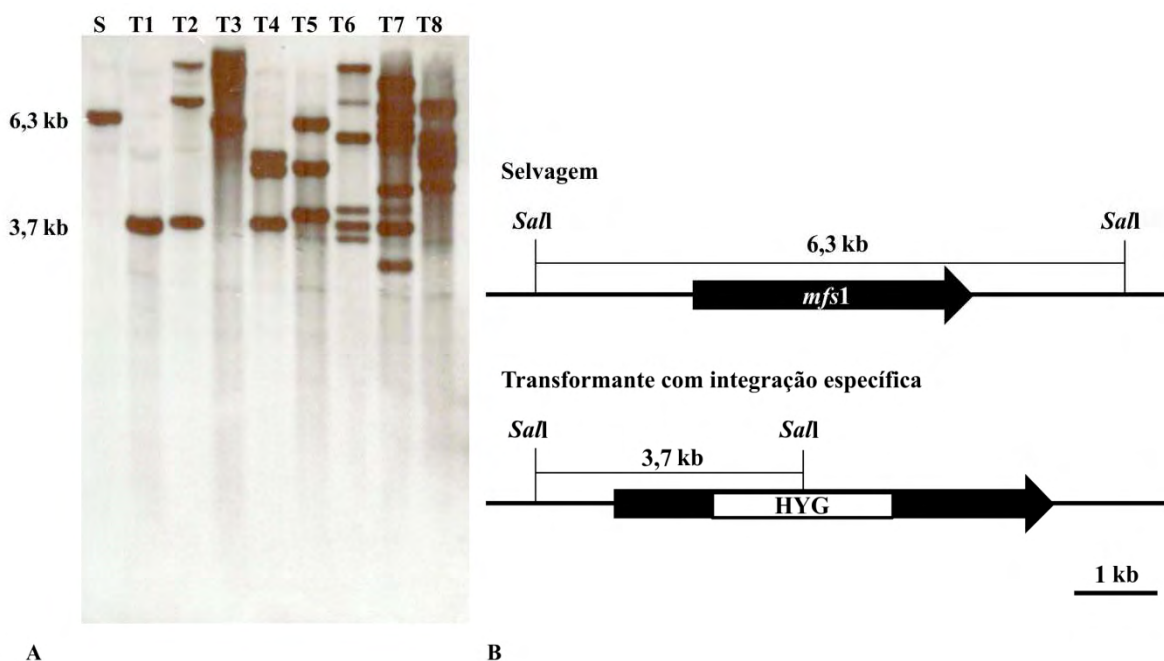 S T1 T2 T3 T4 T5 T6 T7 T8
6,3 kb
3,7 kb
A
Selvagem
SalI SalI
6,3 kb
mfs1
Transformante com integração específica
SalI SalI
3,7 kb
HYG
1 kb
B